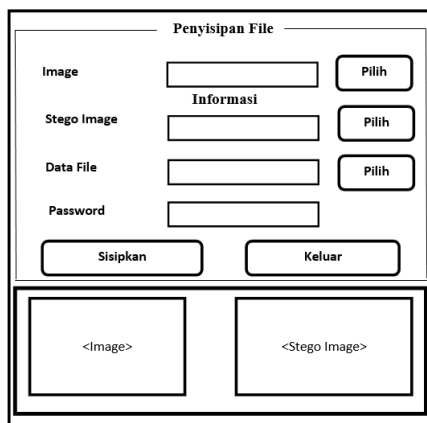 Penyisipan File
Image Pilih
Informasi
Stego Image Pilih
Data File Pilih
Password
Sisipkan Keluar
<Image> <Stego Image>